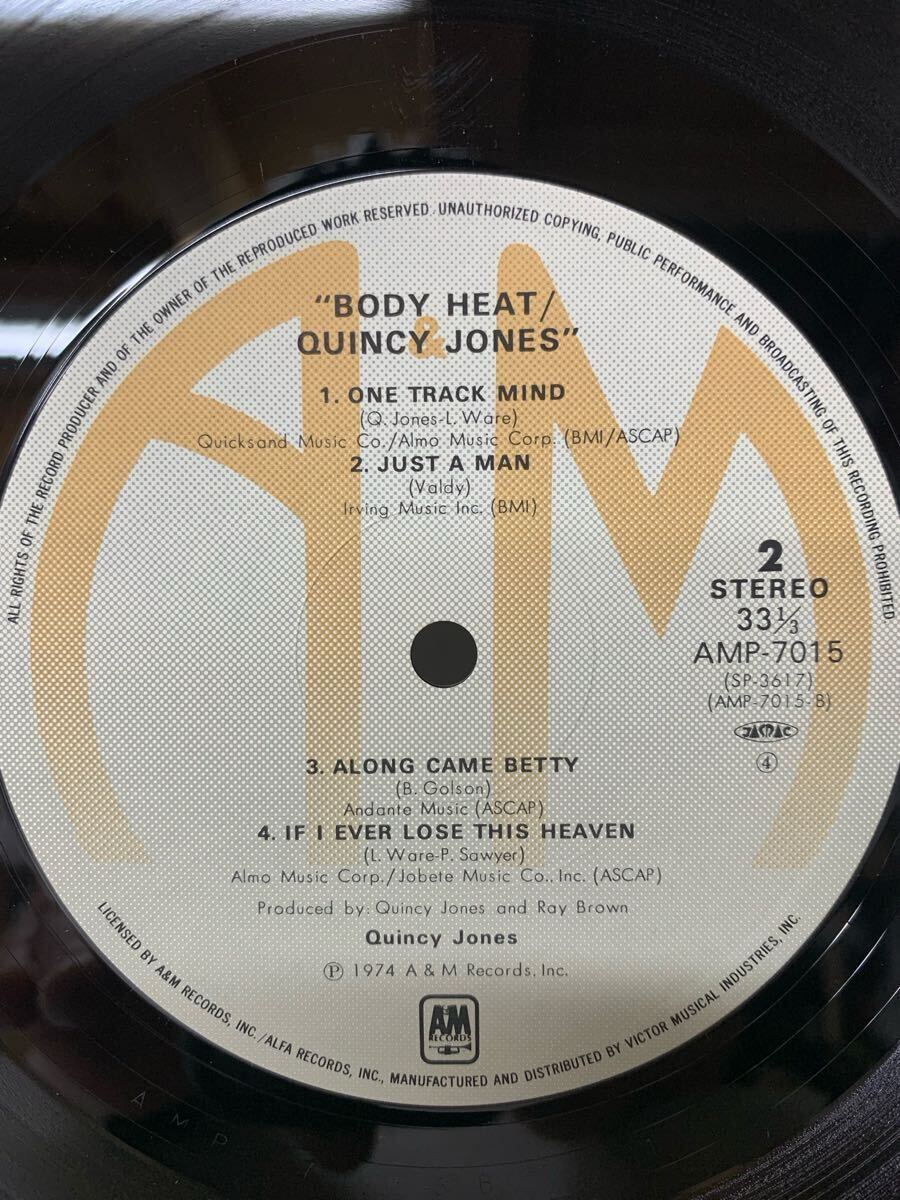 ALL RIGHTS OF THE RECORD PRODUCER AND OF THE OWNER OF THE REPRODUCED WORK RESERVED. UNAUTHORIZED COPYING, PUBLIC PERFORMANCE AND BROADCASTING OF THIS RECORDING PROHIBITED.
A&M
"BODY HEAT/
QUINCY JONES"
1. ONE TRACK MIND
(Q. Jones-L. Ware)
Quicksand Music Co./Almo Music Corp. (BMI/ASCAP)
2. JUST A MAN
(Valdy)
Irving Music Inc. (BMI)
2
STEREO
33⅓
AMP-7015
(SP-3617)
(AMP-7015-B)
JASRAC
④
3. ALONG CAME BETTY
(B. Golson)
Andante Music (ASCAP)
4. IF I EVER LOSE THIS HEAVEN
(L. Ware-P. Sawyer)
Almo Music Corp./Jobete Music Co., Inc. (ASCAP)
Produced by: Quincy Jones and Ray Brown
Quincy Jones
Ⓟ 1974 A & M Records, Inc.
A&M
RECORDS
LICENSED BY A&M RECORDS, INC./ALFA RECORDS, INC., MANUFACTURED AND DISTRIBUTED BY VICTOR MUSICAL INDUSTRIES, INC.
AMP